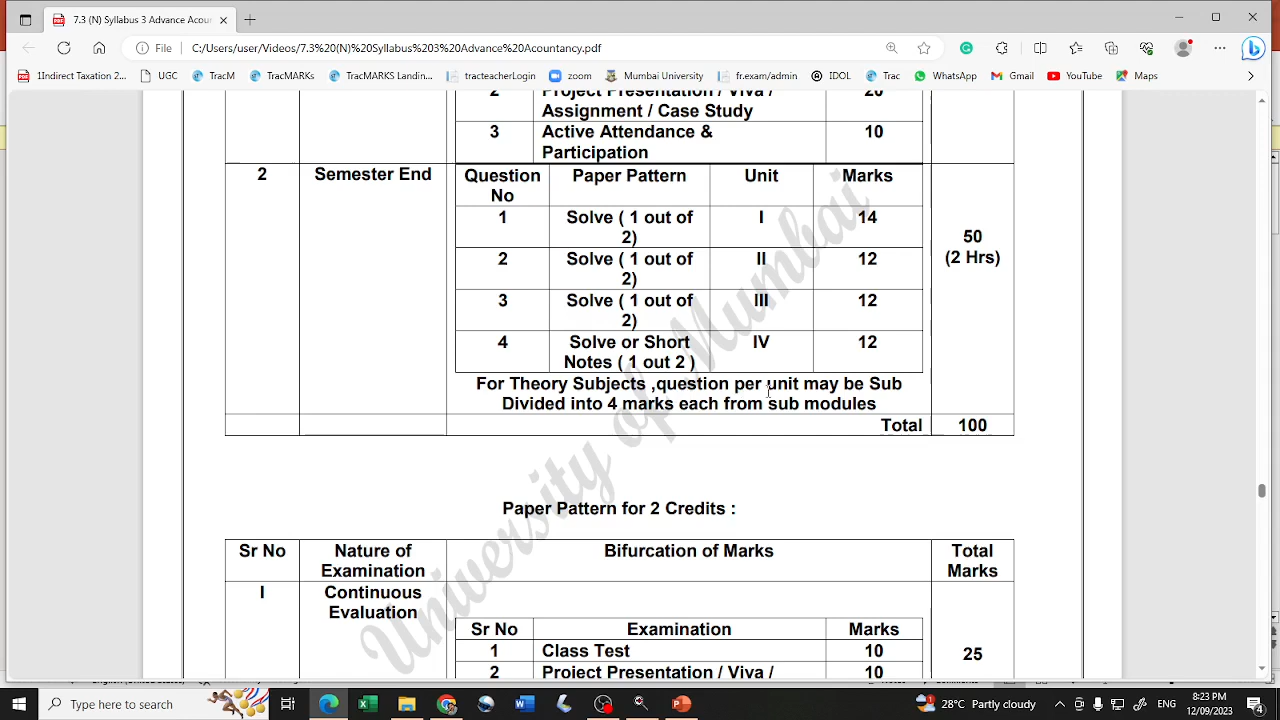 7.3 (N) Syllabus 3 Advance Acour
File
C:/Users/user/Videos/7.3%20(N)%20Syllabus%203%20Advance%20Acountancy.pdf
1Indirect Taxation 2...
UGC
TracM
TracMARKS
TracMARKS Landin...
tracteacherLogin
zoom
Mumbai University
fr.exam/admin
IDOL
Trac
WhatsApp
Gmail
YouTube
Maps
2 Project Presentation / Viva / 20
Assignment / Case Study
3 Active Attendance & 10
Participation
2 Semester End Question Paper Pattern Unit Marks
No
1 Solve ( 1 out of I 14
2)
50
(2 Hrs)
2 Solve ( 1 out of II 12
2)
3 Solve ( 1 out of III 12
2)
4 Solve or Short IV 12
Notes ( 1 out 2 )
For Theory Subjects ,question per unit may be Sub
Divided into 4 marks each from sub modules
Total 100
University of Mumbai
Paper Pattern for 2 Credits :
Sr No Nature of Bifurcation of Marks Total
Examination Marks
I Continuous
Evaluation
Sr No Examination Marks
1 Class Test 10
25
2 Project Presentation / Viva / 10
Type here to search
28°C Partly cloudy
ENG
8:23 PM
12/09/2023
4